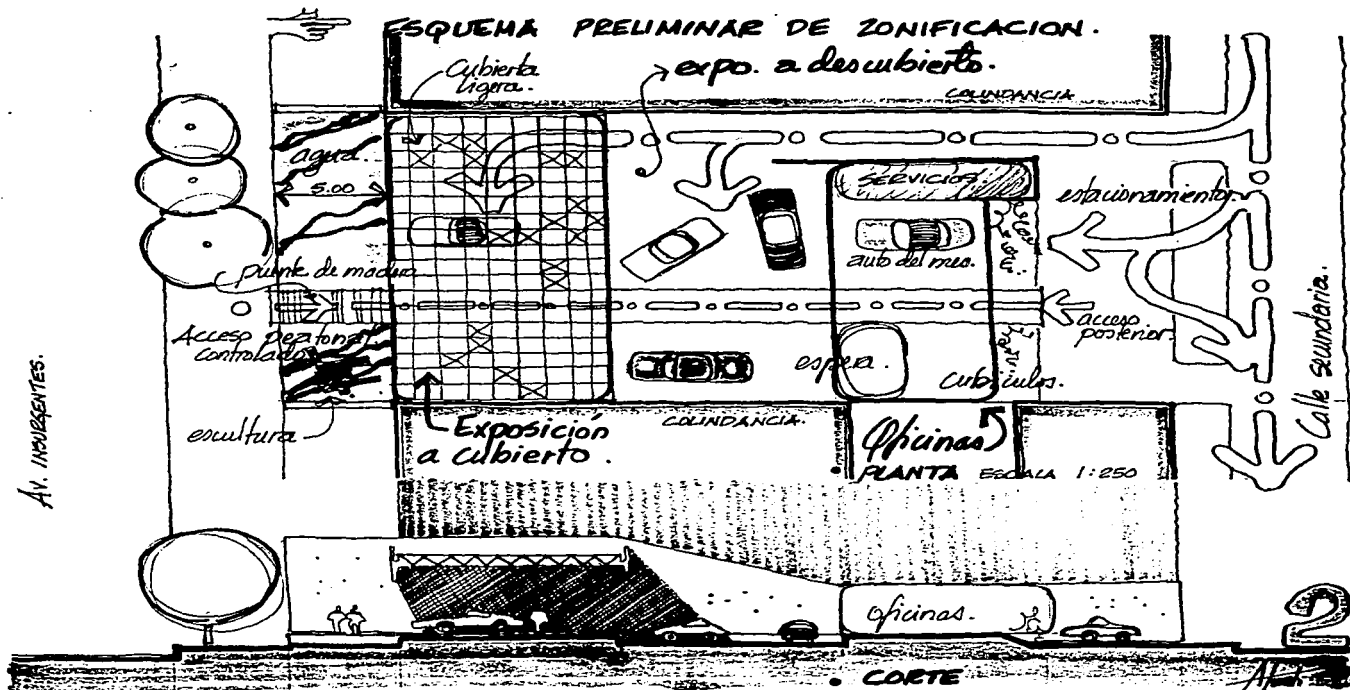 ESQUEMA PRELIMINAR DE ZONIFICACION.
Cubierta
ligera.
expo. a descubierto.
COLINDANCIA
agua
5.00
SERVICIOS
estacionamiento.
auto del mes.
puente de madera
Acceso peatonal
controlado
acceso
posterior.
espera.
cubículos.
escultura
Exposición
a cubierto.
COLINDANCIA.
Oficinas
PLANTA ESCALA 1:250
AV. INSURGENTES.
Calle secundaria.
oficinas.
2
CORTE